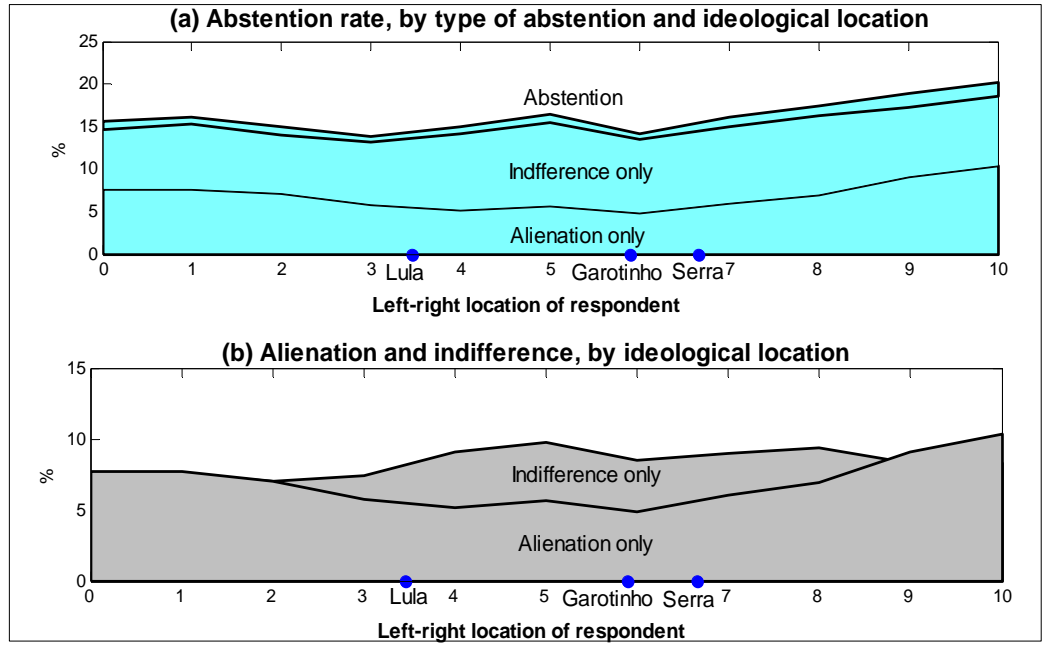 (a) Abstention rate, by type of abstention and ideological location
25
20
15
10
5
0
%
Abstention
Indfference only
Alienation only
0 1 2 3 4 5 6 7 8 9 10
Lula Garotinho Serra
Left-right location of respondent
(b) Alienation and indifference, by ideological location
15
10
5
0
%
Indifference only
Alienation only
0 1 2 3 4 5 6 7 8 9 10
Lula Garotinho Serra
Left-right location of respondent